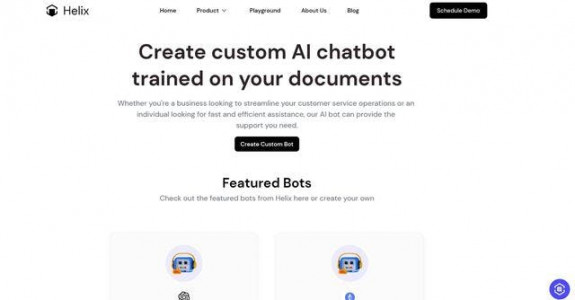 Helix
Home Product Playground About Us Blog
Schedule Demo
Create custom AI chatbot
trained on your documents
Whether you're a business looking to streamline your customer service operations or an
individual looking for fast and efficient assistance, our AI bot can provide the
support you need.
Create Custom Bot
Featured Bots
Check out the featured bots from Helix here or create your own